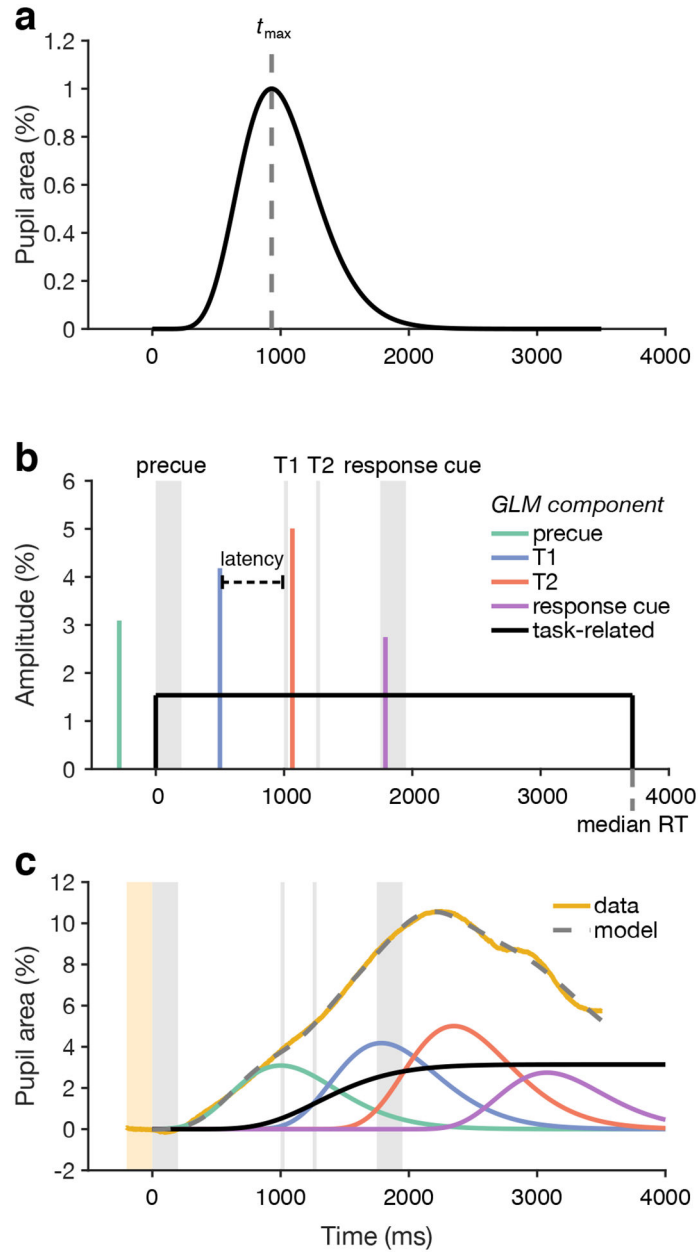 a
tmax
1.2
1
0.8
0.6
0.4
0.2
0
Pupil area (%)
0 1000 2000 3000 4000
b
precue T1 T2 response cue
6
5
4
3
2
1
0
Amplitude (%)
latency
GLM component
precue
T1
T2
response cue
task-related
0 1000 2000 3000 4000
median RT
c
12
10
8
6
4
2
0
-2
Pupil area (%)
data
model
0 1000 2000 3000 4000
Time (ms)